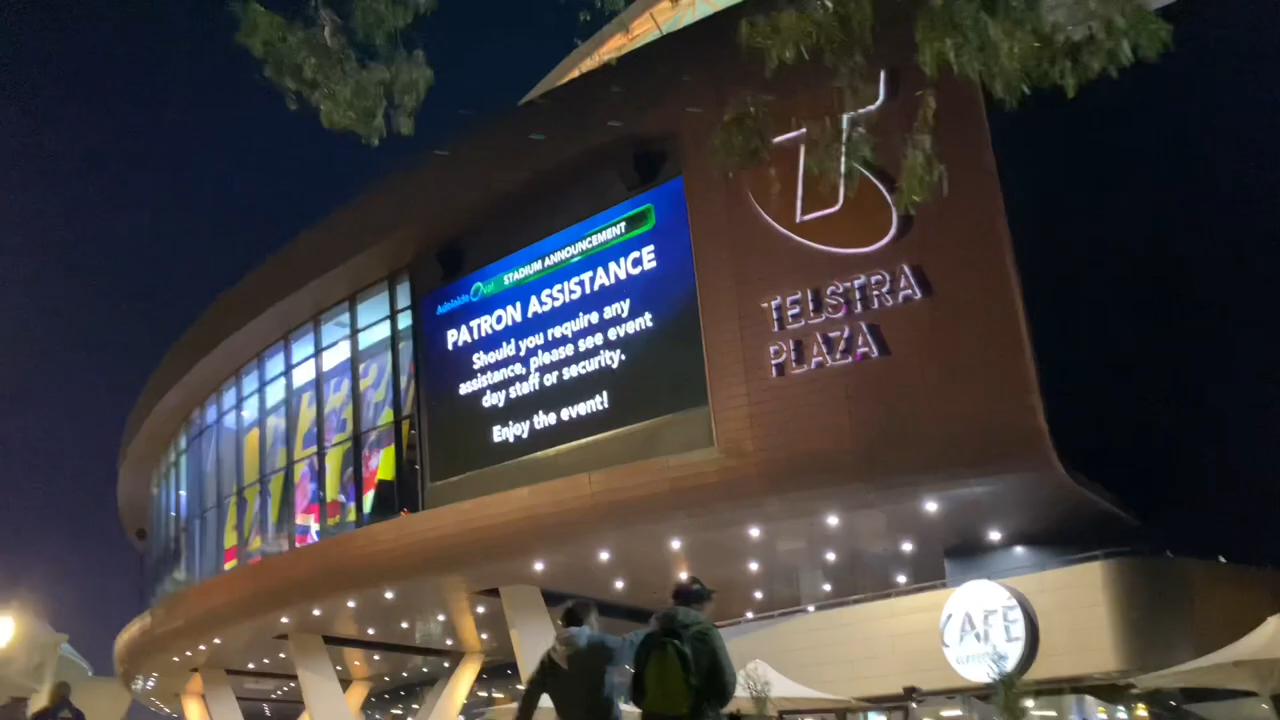 Adelaide Oval STADIUM ANNOUNCEMENT
PATRON ASSISTANCE
Should you require any
assistance, please see event
day staff or security.
Enjoy the event!
TELSTRA
PLAZA
CAFE